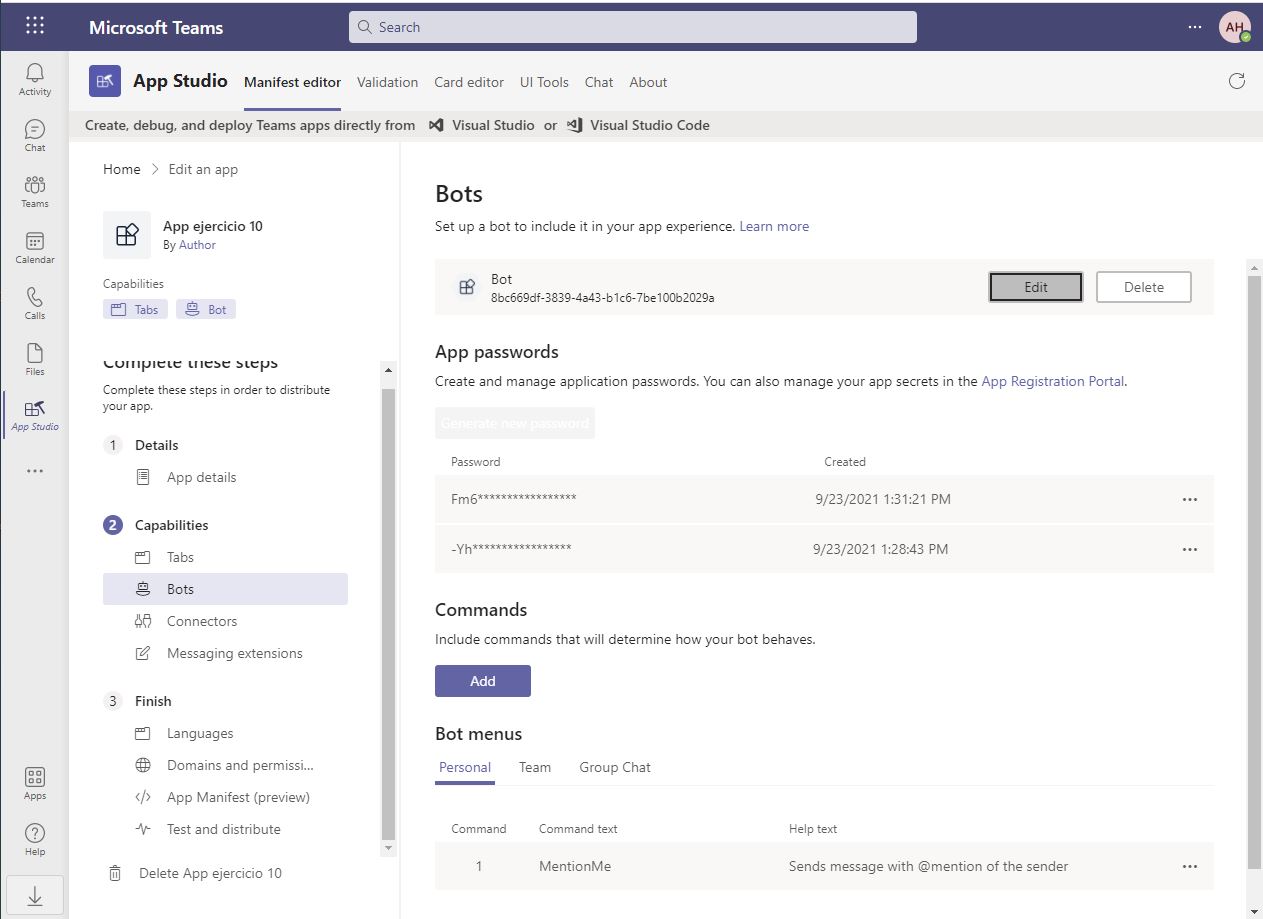 Microsoft Teams
Search
AH
Activity
Chat
Teams
Calendar
Calls
Files
App Studio
Apps
Help
App Studio
Manifest editor
Validation
Card editor
UI Tools
Chat
About
Create, debug, and deploy Teams apps directly from Visual Studio or Visual Studio Code
Home > Edit an app
App ejercicio 10
By Author
Capabilities
Tabs
Bot
Complete these steps
Complete these steps in order to distribute
your app.
1 Details
App details
2 Capabilities
Tabs
Bots
Connectors
Messaging extensions
3 Finish
Languages
Domains and permissi...
App Manifest (preview)
Test and distribute
Delete App ejercicio 10
Bots
Set up a bot to include it in your app experience. Learn more
Bot
8bc669df-3839-4a43-b1c6-7be100b2029a
Edit
Delete
App passwords
Create and manage application passwords. You can also manage your app secrets in the App Registration Portal.
Generate new password
Password Created
Fm6***************** 9/23/2021 1:31:21 PM
-Yh***************** 9/23/2021 1:28:43 PM
Commands
Include commands that will determine how your bot behaves.
Add
Bot menus
Personal Team Group Chat
Command Command text Help text
1 MentionMe Sends message with @mention of the sender